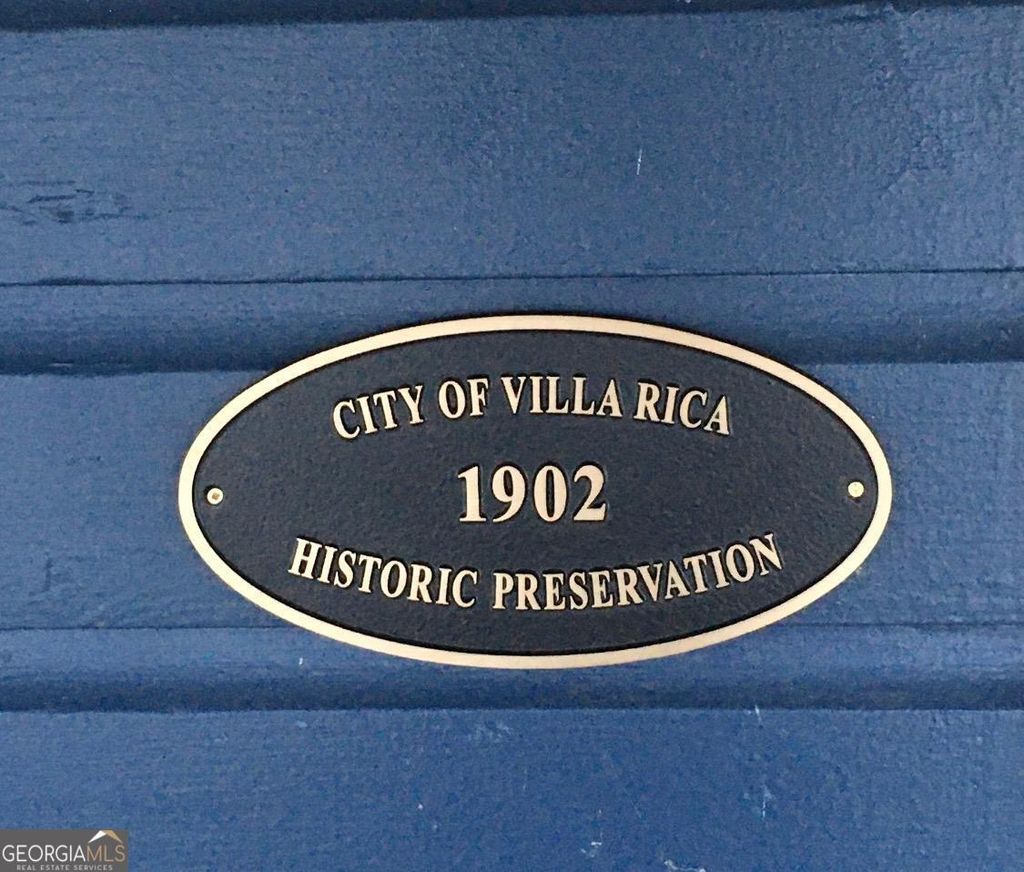 CITY OF VILLA RICA
1902
HISTORIC PRESERVATION
GEORGIAMLS
REAL ESTATE SERVICES